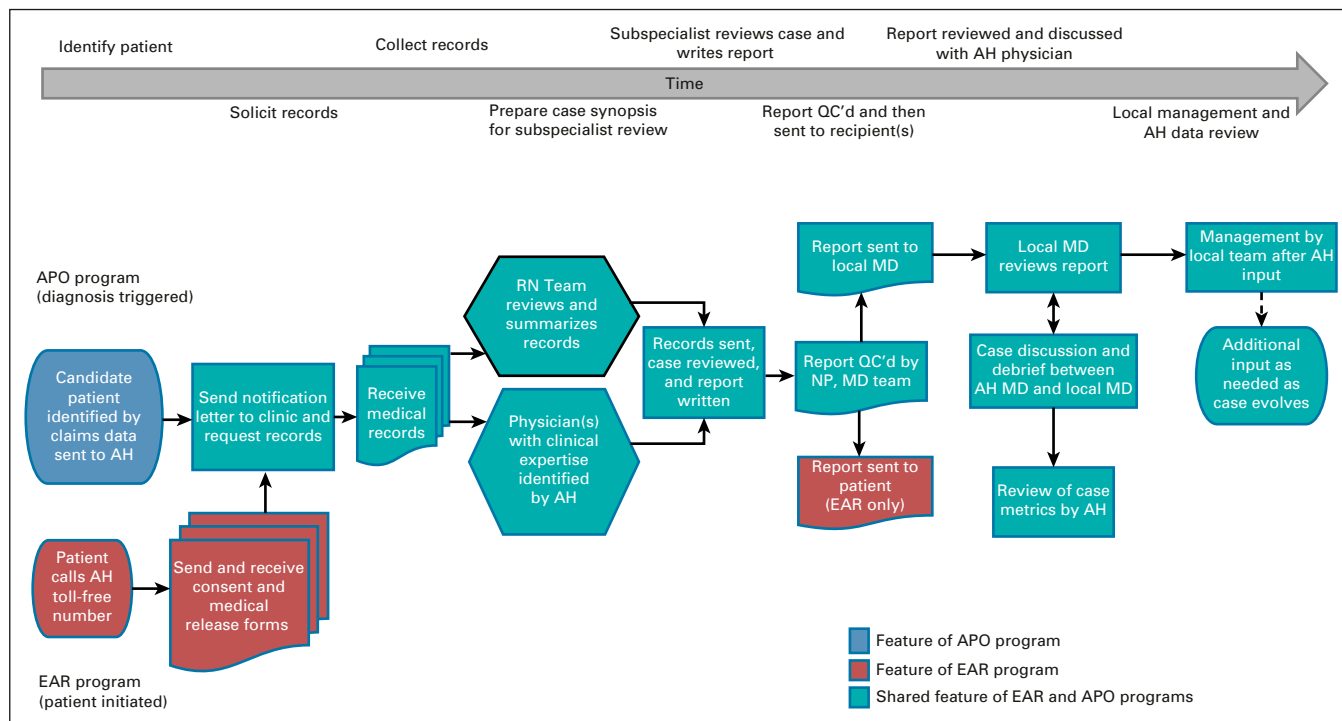 Identify patient
Collect records
Subspecialist reviews case and
writes report
Report reviewed and discussed
with AH physician
Time
Solicit records
Prepare case synopsis
for subspecialist review
Report QC'd and then
sent to recipient(s)
Local management and
AH data review
APO program
(diagnosis triggered)
Candidate
patient
identified by
claims data
sent to AH
Send notification
letter to clinic and
request records
Receive
medical
records
RN Team
reviews and
summarizes
records
Physician(s)
with clinical
expertise
identified
by AH
Records sent,
case reviewed,
and report
written
Report sent to
local MD
Report QC'd by
NP, MD team
Report sent to
patient
(EAR only)
Local MD
reviews report
Case discussion and
debrief between
AH MD and local MD
Review of case
metrics by AH
Management by
local team after AH
input
Additional
input as
needed as
case evolves
Patient
calls AH
toll-free
number
Send and receive
consent and
medical
release forms
EAR program
(patient initiated)
Feature of APO program
Feature of EAR program
Shared feature of EAR and APO programs